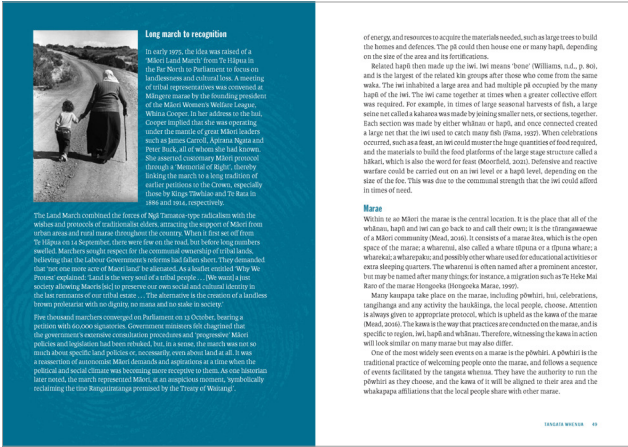 Long march to recognition
In early 1975, the idea was raised of a
'Māori Land March' from Te Hāpua in
the Far North to Parliament to focus on
landlessness and cultural loss. A meeting
of tribal representatives was convened at
Māngere marae by the founding president
of the Māori Women's Welfare League,
Whina Cooper. In her address to the hui,
Cooper implied that she was operating
under the mantle of great Māori leaders
such as James Carroll, Āpirana Ngata and
Peter Buck, all of whom she had known.
She asserted customary Māori protocol
through a 'Memorial of Right', thereby
linking the march to a long tradition of
earlier petitions to the Crown, especially
those by Kings Tāwhiao and Te Rata in
1886 and 1914, respectively.
The Land March combined the forces of Ngā Tamatoa-type radicalism with the
wishes and protocols of traditionalist elders, attracting the support of Māori from
urban areas and rural marae throughout the country. When it first set off from
Te Hāpua on 14 September, there were few on the road, but before long numbers
swelled. Marchers sought respect for the communal ownership of tribal lands,
believing that the Labour Government's reforms had fallen short. They demanded
that 'not one more acre of Maori land' be alienated. As a leaflet entitled 'Why We
Protest' explained: 'Land is the very soul of a tribal people . . . [We want] a just
society allowing Maoris [sic] to preserve our own social and cultural identity in
the last remnants of our tribal estate . . . The alternative is the creation of a landless
brown proletariat with no dignity, no mana and no stake in society.'
Five thousand marchers converged on Parliament on 13 October, bearing a
petition with 60,000 signatories. Government ministers felt chagrined that
the government's extensive consultation procedures and 'progressive' Māori
policies and legislation had been rebuked, but, in a sense, the march was not so
much about specific land policies or, necessarily, even about land at all. It was
a reassertion of autonomist Māori demands and aspirations at a time when the
political and social climate was becoming more receptive to them. As one historian
later noted, the march represented Māori, at an auspicious moment, 'symbolically
reclaiming the tino Rangatiratanga promised by the Treaty of Waitangi'.
of energy, and resources to acquire the materials needed, such as large trees to build
the homes and defences. The pā could then house one or many hapū, depending
on the size of the area and its fortifications.
Related hapū then made up the iwi. Iwi means 'bone' (Williams, n.d., p. 80),
and is the largest of the related kin groups after those who come from the same
waka. The iwi inhabited a large area and had multiple pā occupied by the many
hapū of the iwi. The iwi came together at times when a greater collective effort
was required. For example, in times of large seasonal harvests of fish, a large
seine net called a kaharoa was made by joining smaller nets, or sections, together.
Each section was made by either whānau or hapū, and once connected created
a large net that the iwi used to catch many fish (Fama, 1937). When celebrations
occurred, such as a feast, an iwi could muster the huge quantities of food required,
and the materials to build the food platforms of the large stage structure called a
hākari, which is also the word for feast (Moorfield, 2021). Defensive and reactive
warfare could be carried out on an iwi level or a hapū level, depending on the
size of the foe. This was due to the communal strength that the iwi could afford
in times of need.
Marae
Within te ao Māori the marae is the central location. It is the place that all of the
whānau, hapū and iwi can go back to and call their own; it is the tūrangawaewae
of a Māori community (Mead, 2016). It consists of a marae ātea, which is the open
space of the marae; a wharenui, also called a whare tūpuna or a tīpuna whare; a
wharekai; a wharepaku; and possibly other whare used for educational activities or
extra sleeping quarters. The wharenui is often named after a prominent ancestor,
but may be named after many things; for instance, a migration such as Te Heke Mai
Rato of the marae Hongoeka (Hongoeka Marae, 1997).
Many kaupapa take place on the marae, including pōwhiri, hui, celebrations,
tangihanga and any activity the haukāinga, the local people, choose. Attention
is always given to appropriate protocol, which is upheld as the kawa of the marae
(Mead, 2016). The kawa is the way that practices are conducted on the marae, and is
specific to region, iwi, hapū and whānau. Therefore, witnessing the kawa in action
will look similar on many marae but may also differ.
One of the most widely seen events on a marae is the pōwhiri. A pōwhiri is the
traditional practice of welcoming people onto the marae, and follows a sequence
of events facilitated by the tangata whenua. They have the authority to run the
pōwhiri as they choose, and the kawa of it will be aligned to their area and the
whakapapa affiliations that the local people share with other marae.
TANGATA WHENUA 49